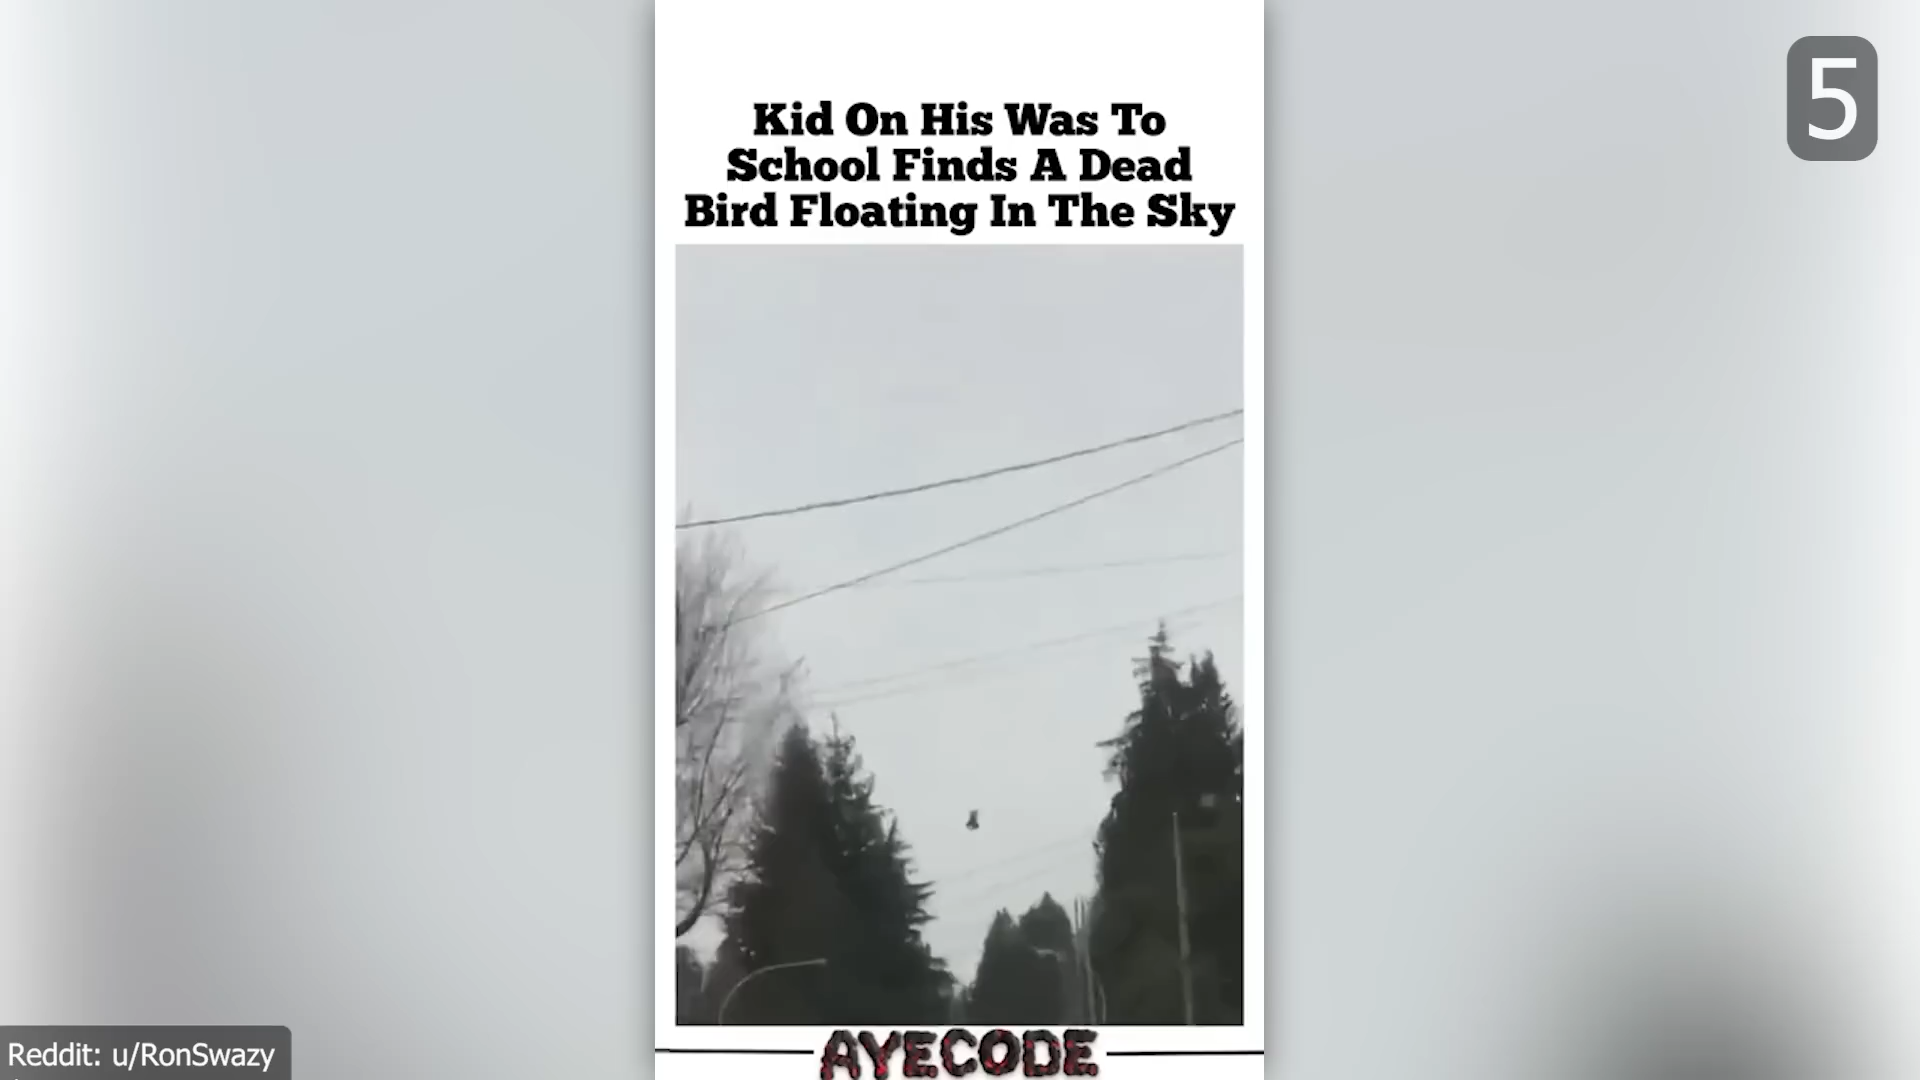 Kid On His Was To
School Finds A Dead
Bird Floating In The Sky
5
AYECODE
Reddit: u/RonSwazy